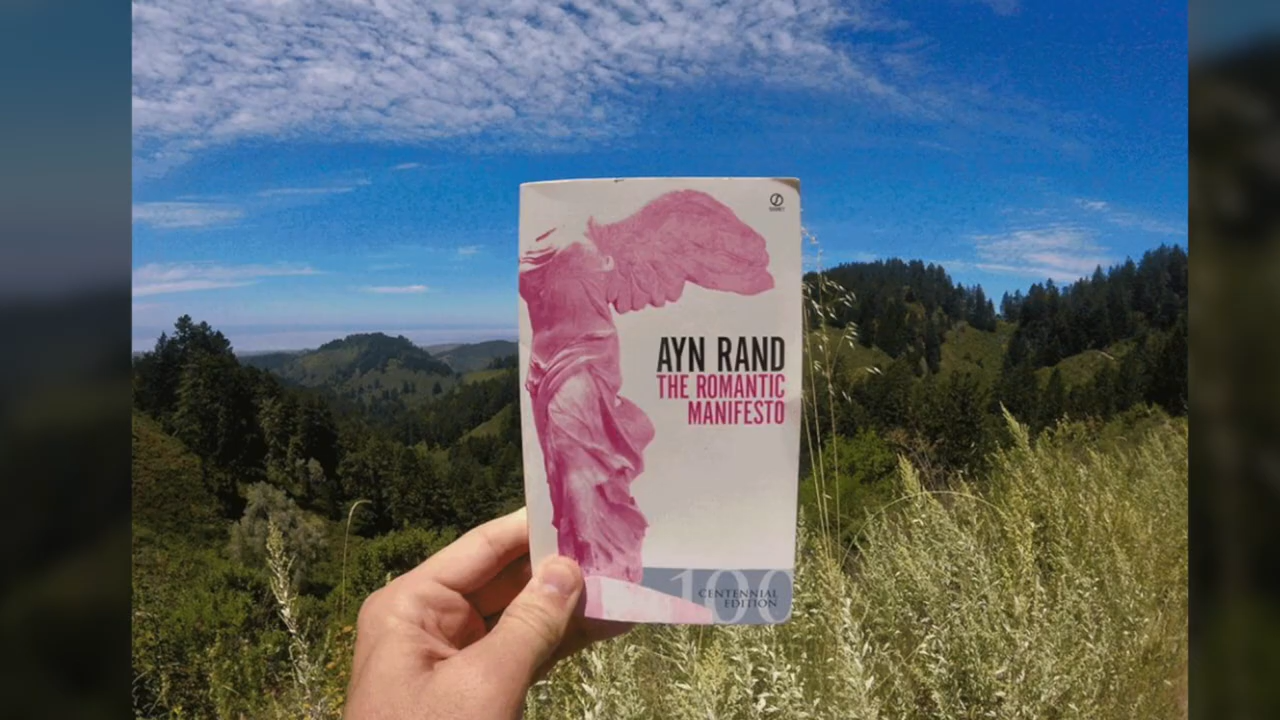 AYN RAND
THE ROMANTIC
MANIFESTO
100
CENTENNIAL
EDITION